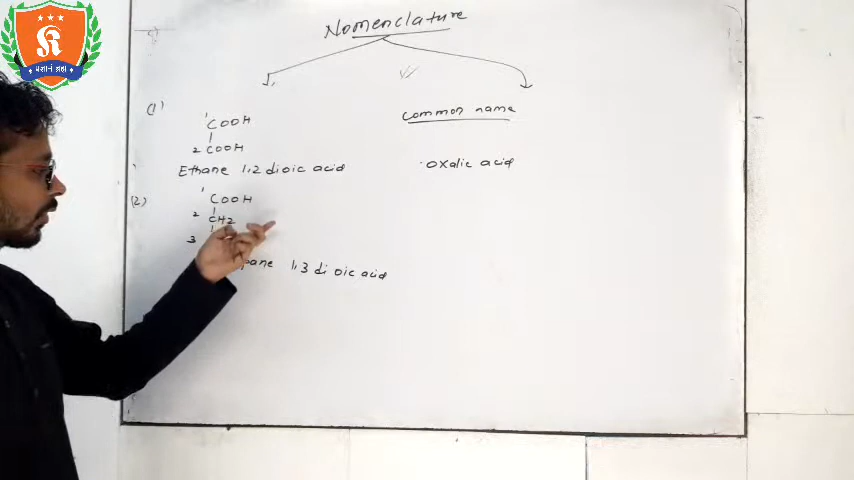 Nomenclature
(1)
1 COOH
2 COOH
Common name
Ethane 1,2 dioic acid
oxalic acid
(2)
1 COOH
2 CH2
3
pane 1,3 di oic acid